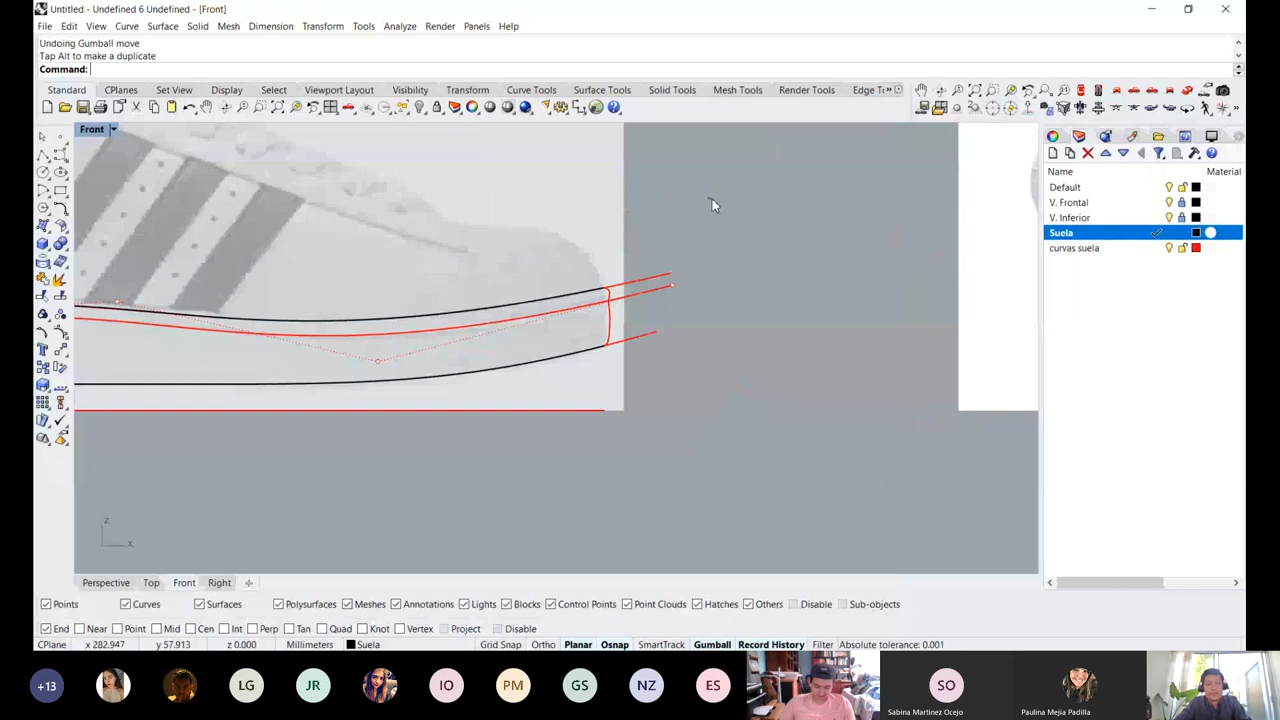 Untitled - Undefined 6 Undefined - [Front]
File Edit View Curve Surface Solid Mesh Dimension Transform Tools Analyze Render Panels Help
Undoing Gumball move
Tap Alt to make a duplicate
Command:
Standard CPlanes Set View Display Select Viewport Layout Visibility Transform Curve Tools Surface Tools Solid Tools Mesh Tools Render Tools Edge T
Front
Name Material
Default
V. Frontal
V. Inferior
Suela
curvas suela
z
x
Perspective Top Front Right
Points Curves Surfaces Polysurfaces Meshes Annotations Lights Blocks Control Points Point Clouds Hatches Others Disable Sub-objects
End Near Point Mid Cen Int Perp Tan Quad Knot Vertex Project Disable
CPlane x 282.947 y 57.913 z 0.000 Millimeters Suela Grid Snap Ortho Planar Osnap SmartTrack Gumball Record History Filter Absolute tolerance: 0.001
+13 LG JR IO PM GS NZ ES SO
Sabina Martinez Ocejo Paulina Mejia Padilla